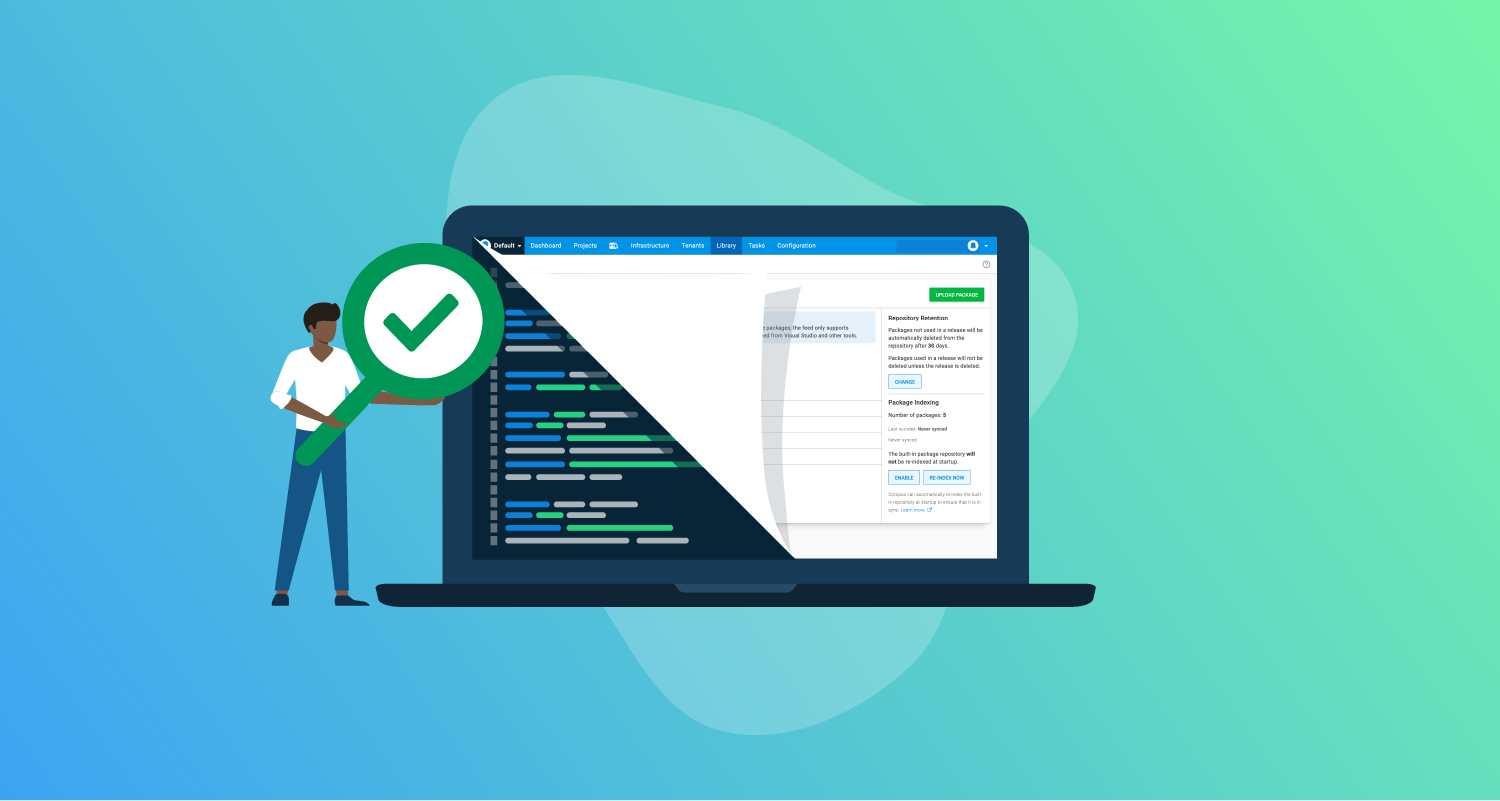 Default Dashboard Projects Infrastructure Tenants Library Tasks Configuration
UPLOAD PACKAGE
packages, the feed only supports
from Visual Studio and other tools.
Repository Retention
Packages not used in a release will be
automatically deleted from the
repository after 30 days.
Packages used in a release will not be
deleted unless the release is deleted.
CHANGE
Package Indexing
Number of packages: 5
Last re-index: Never synced
Never synced
The built-in package repository will
not be re-indexed at startup.
ENABLE RE-INDEX NOW
Octopus can automatically re-index the built-
in repository at startup to ensure that it is in
sync. Learn more.